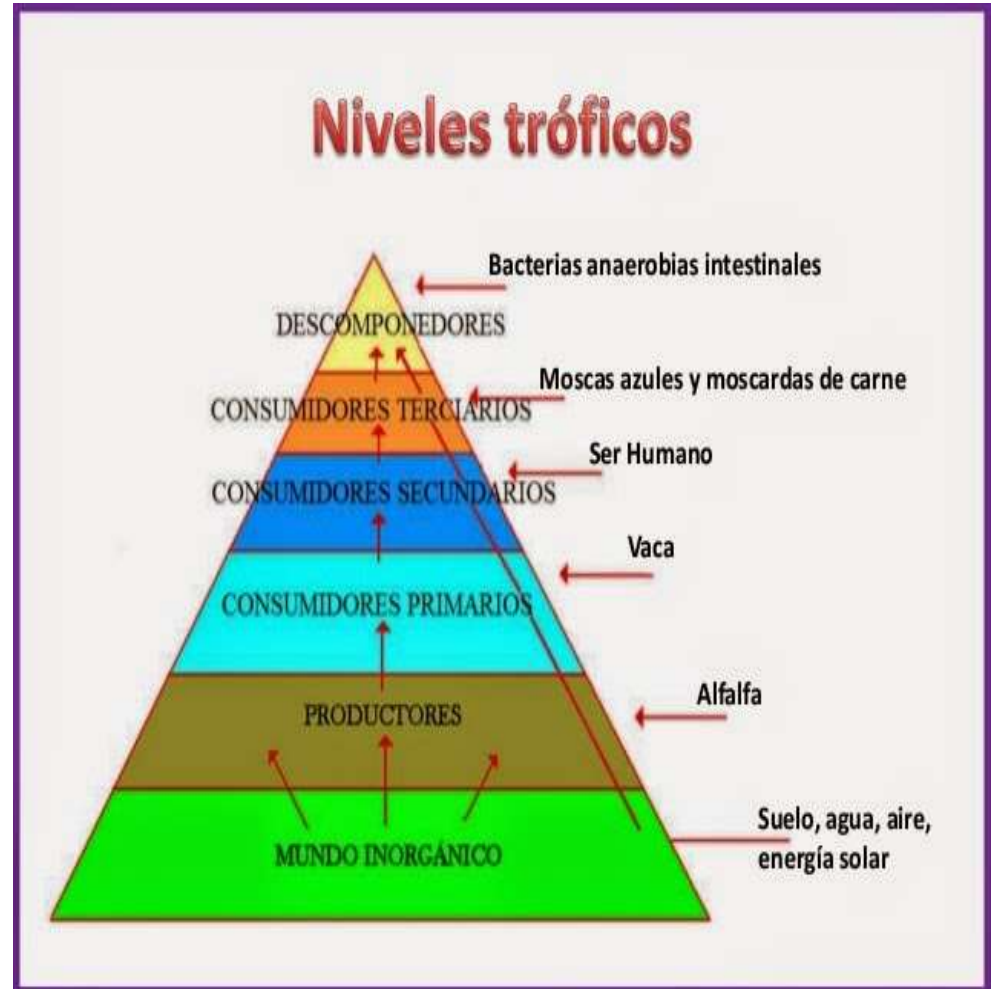 Niveles tróficos
Bacterias anaerobias intestinales
DESCOMPONEDORES
Moscas azules y moscardas de carne
CONSUMIDORES TERCIARIOS
Ser Humano
CONSUMIDORES SECUNDARIOS
Vaca
CONSUMIDORES PRIMARIOS
Alfalfa
PRODUCTORES
Suelo, agua, aire,
energía solar
MUNDO INORGÁNICO